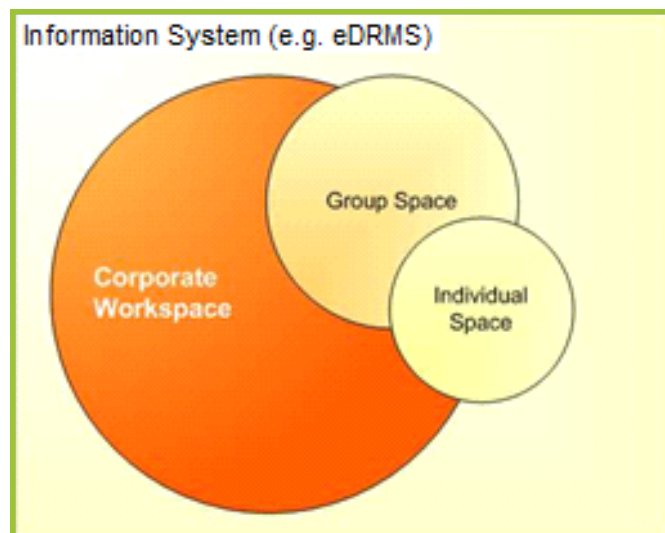 Information System (e.g. eDRMS)
Group Space
Corporate
Workspace
Individual
Space